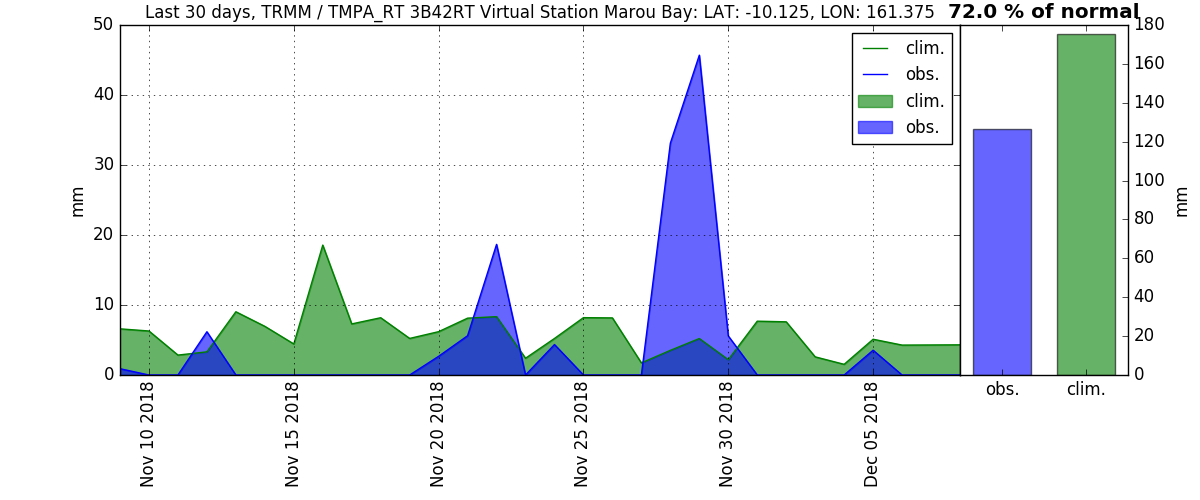 Last 30 days, TRMM / TMPA_RT 3B42RT Virtual Station Marou Bay: LAT: -10.125, LON: 161.375
72.0 % of normal
50
40
30
20
10
0
mm
clim.
obs.
clim.
obs.
Nov 10 2018
Nov 15 2018
Nov 20 2018
Nov 25 2018
Nov 30 2018
Dec 05 2018
180
160
140
120
100
80
60
40
20
0
mm
obs.
clim.